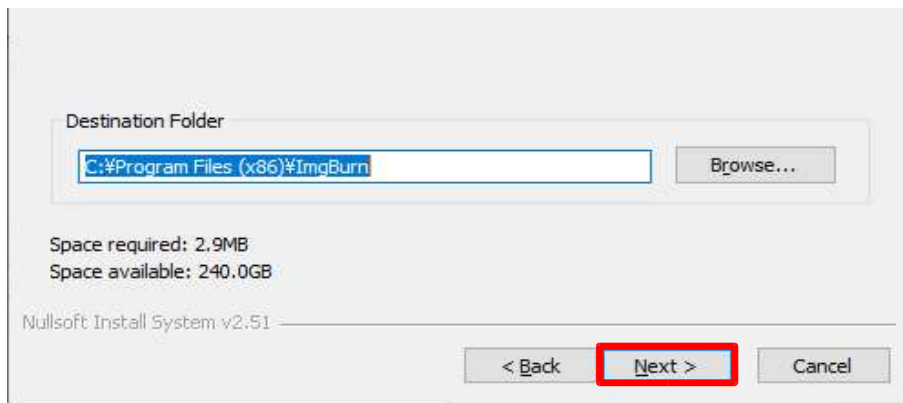 Destination Folder
C:¥Program Files (x86)¥ImgBurn
Browse...
Space required: 2.9MB
Space available: 240.0GB
Nullsoft Install System v2.51
< Back
Next >
Cancel